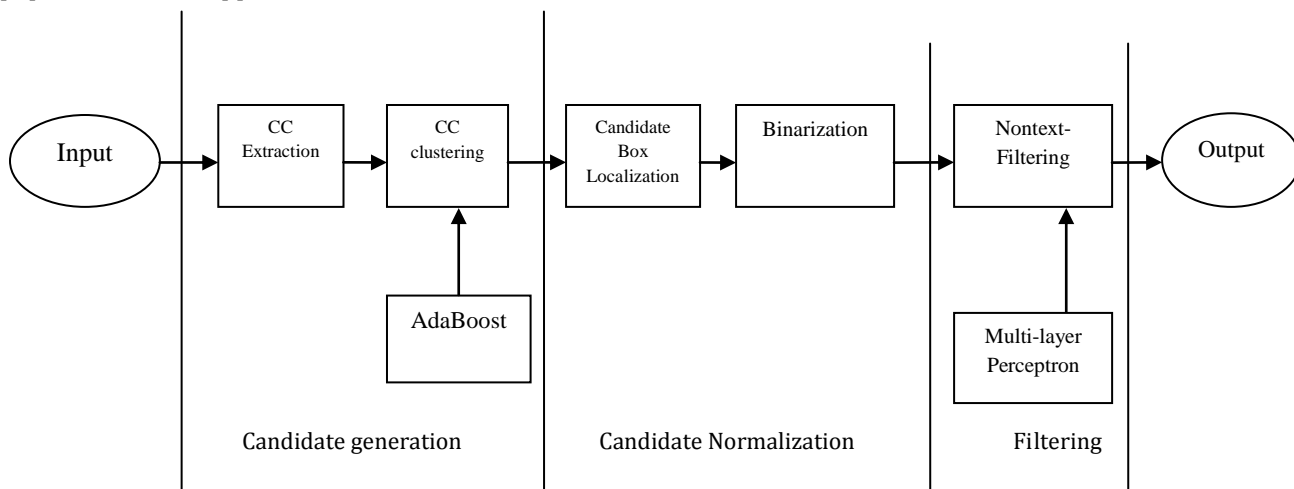 Input
CC
Extraction
CC
clustering
Candidate
Box
Localization
Binarization
Nontext-
Filtering
Output
AdaBoost
Multi-layer
Perceptron
Candidate generation
Candidate Normalization
Filtering